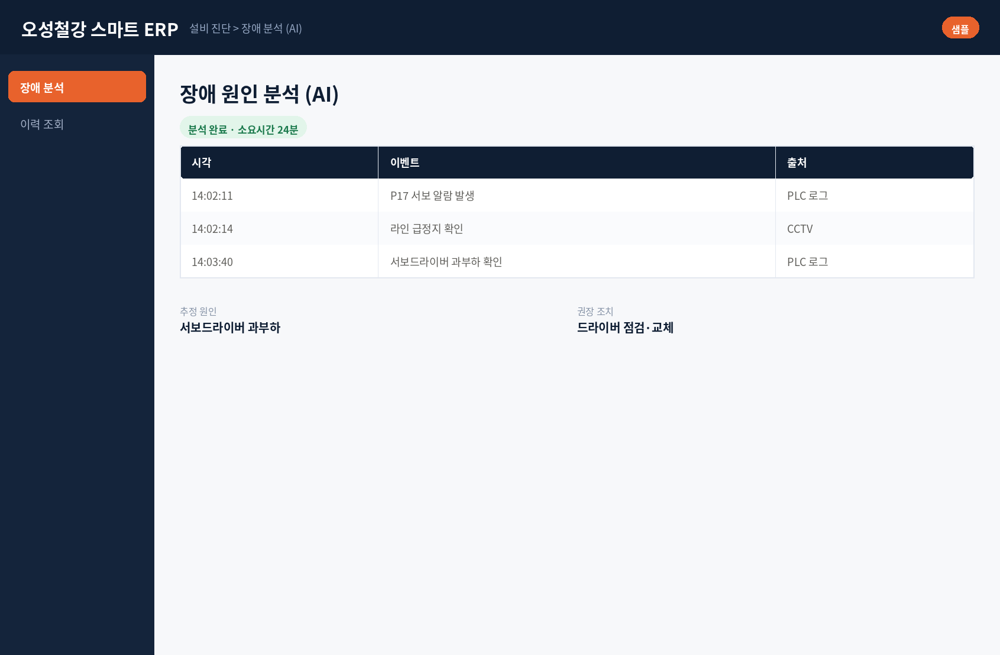 오성철강 스마트 ERP 설비 진단 > 장애 분석 (AI) 샘플
장애 분석
이력 조회
장애 원인 분석 (AI)
분석 완료 · 소요시간 24분
시각 이벤트 출처
14:02:11 P17 서보 알람 발생 PLC 로그
14:02:14 라인 급정지 확인 CCTV
14:03:40 서보드라이버 과부하 확인 PLC 로그
추정 원인 권장 조치
서보드라이버 과부하 드라이버 점검·교체